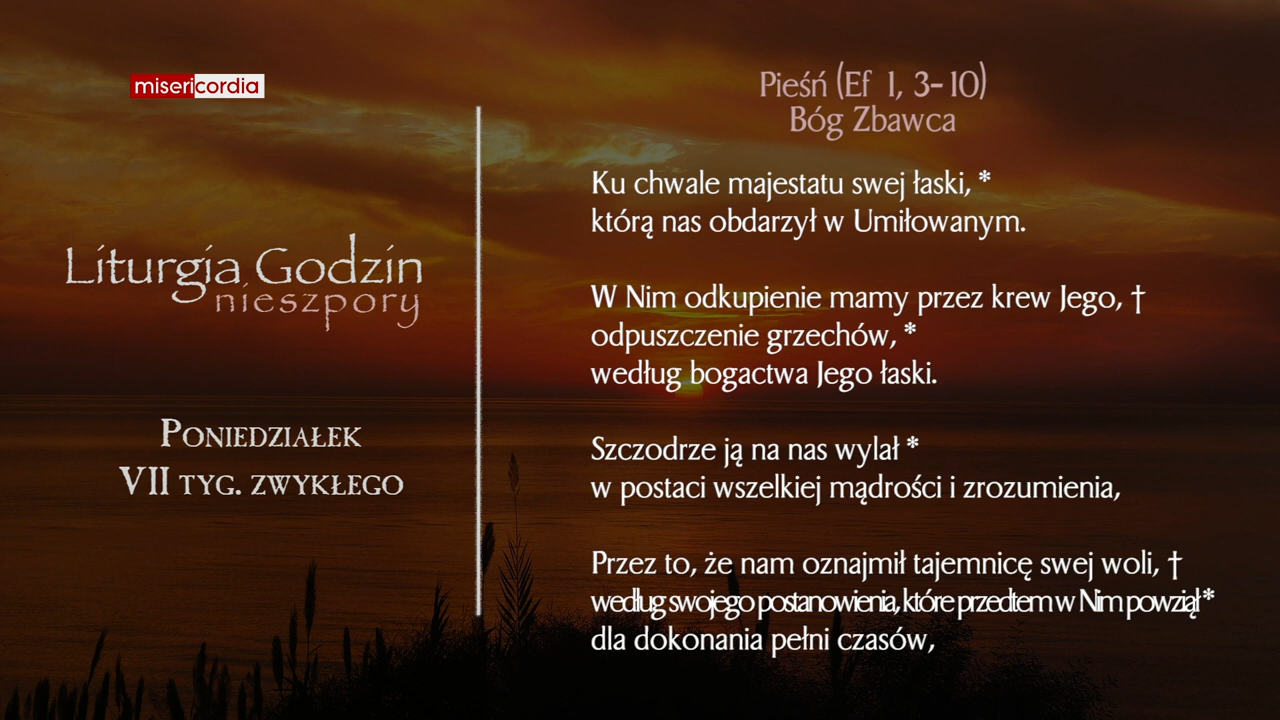 misericordia
Liturgia Godzin
nieszpory
Poniedziałek
VII tyg. zwykłego
Pieśń (Ef 1, 3-10)
Bóg Zbawca
Ku chwale majestatu swej łaski, *
którą nas obdarzył w Umiłowanym.
W Nim odkupienie mamy przez krew Jego, †
odpuszczenie grzechów, *
według bogactwa Jego łaski.
Szczodrze ją na nas wylał *
w postaci wszelkiej mądrości i zrozumienia,
Przez to, że nam oznajmił tajemnicę swej woli, †
według swojego postanowienia, które przedtem w Nim powziął *
dla dokonania pełni czasów,